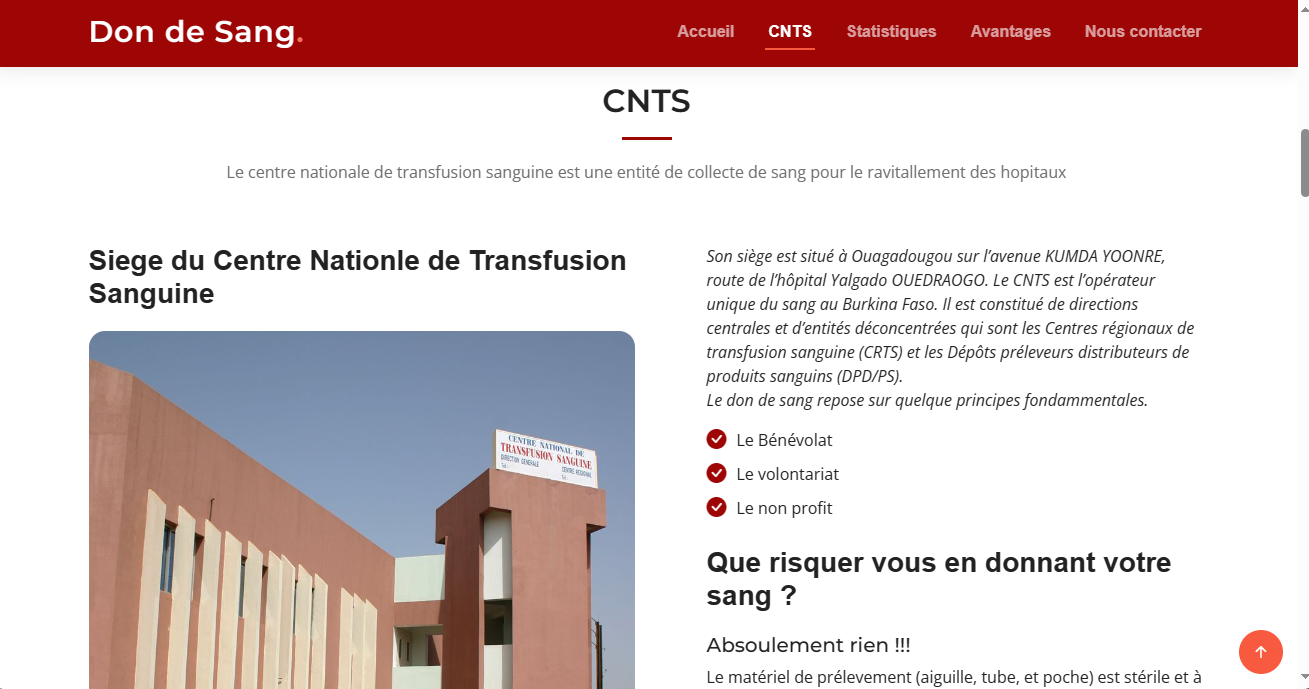 Don de Sang.
Accueil
CNTS
Statistiques
Avantages
Nous contacter
CNTS
Le centre nationale de transfusion sanguine est une entité de collecte de sang pour le ravitallement des hopitaux
Siege du Centre Nationle de Transfusion
Sanguine
CENTRE NATIONAL DE
TRANSFUSION SANGUINE
DIRECTION GENERALE
CENTRE REGIONAL
Son siège est situé à Ouagadougou sur l’avenue KUMDA YOONRE,
route de l’hôpital Yalgado OUEDRAOGO. Le CNTS est l’opérateur
unique du sang au Burkina Faso. Il est constitué de directions
centrales et d’entités déconcentrées qui sont les Centres régionaux de
transfusion sanguine (CRTS) et les Dépôts préleveurs distributeurs de
produits sanguins (DPD/PS).
Le don de sang repose sur quelque principes fondammentales.
Le Bénévolat
Le volontariat
Le non profit
Que risquer vous en donnant votre
sang ?
Absoulement rien !!!
Le matériel de prélevement (aiguille, tube, et poche) est stérile et à